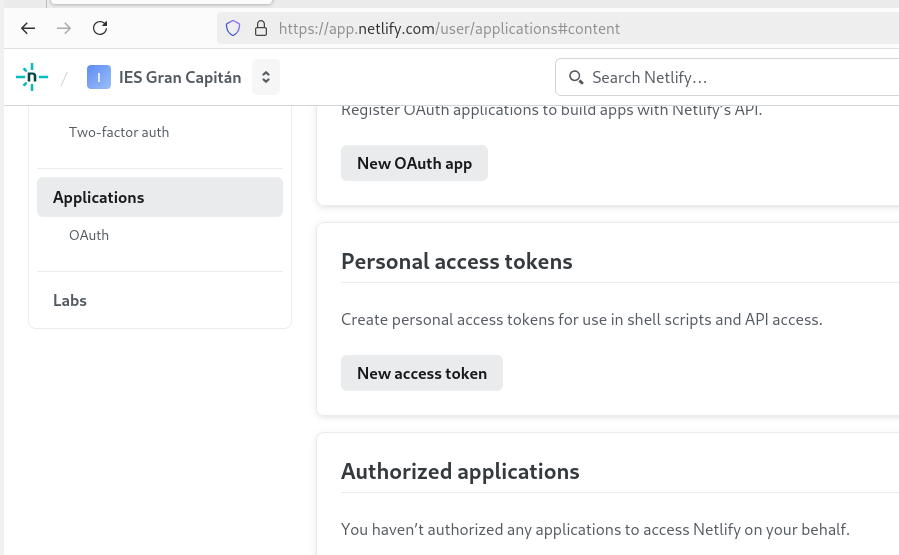 https://app.netlify.com/user/applications#content
n / I IES Gran Capitán
Search Netlify…
Two-factor auth
Applications
OAuth
Labs
Register OAuth applications to build apps with Netlify's API.
New OAuth app
Personal access tokens
Create personal access tokens for use in shell scripts and API access.
New access token
Authorized applications
You haven't authorized any applications to access Netlify on your behalf.